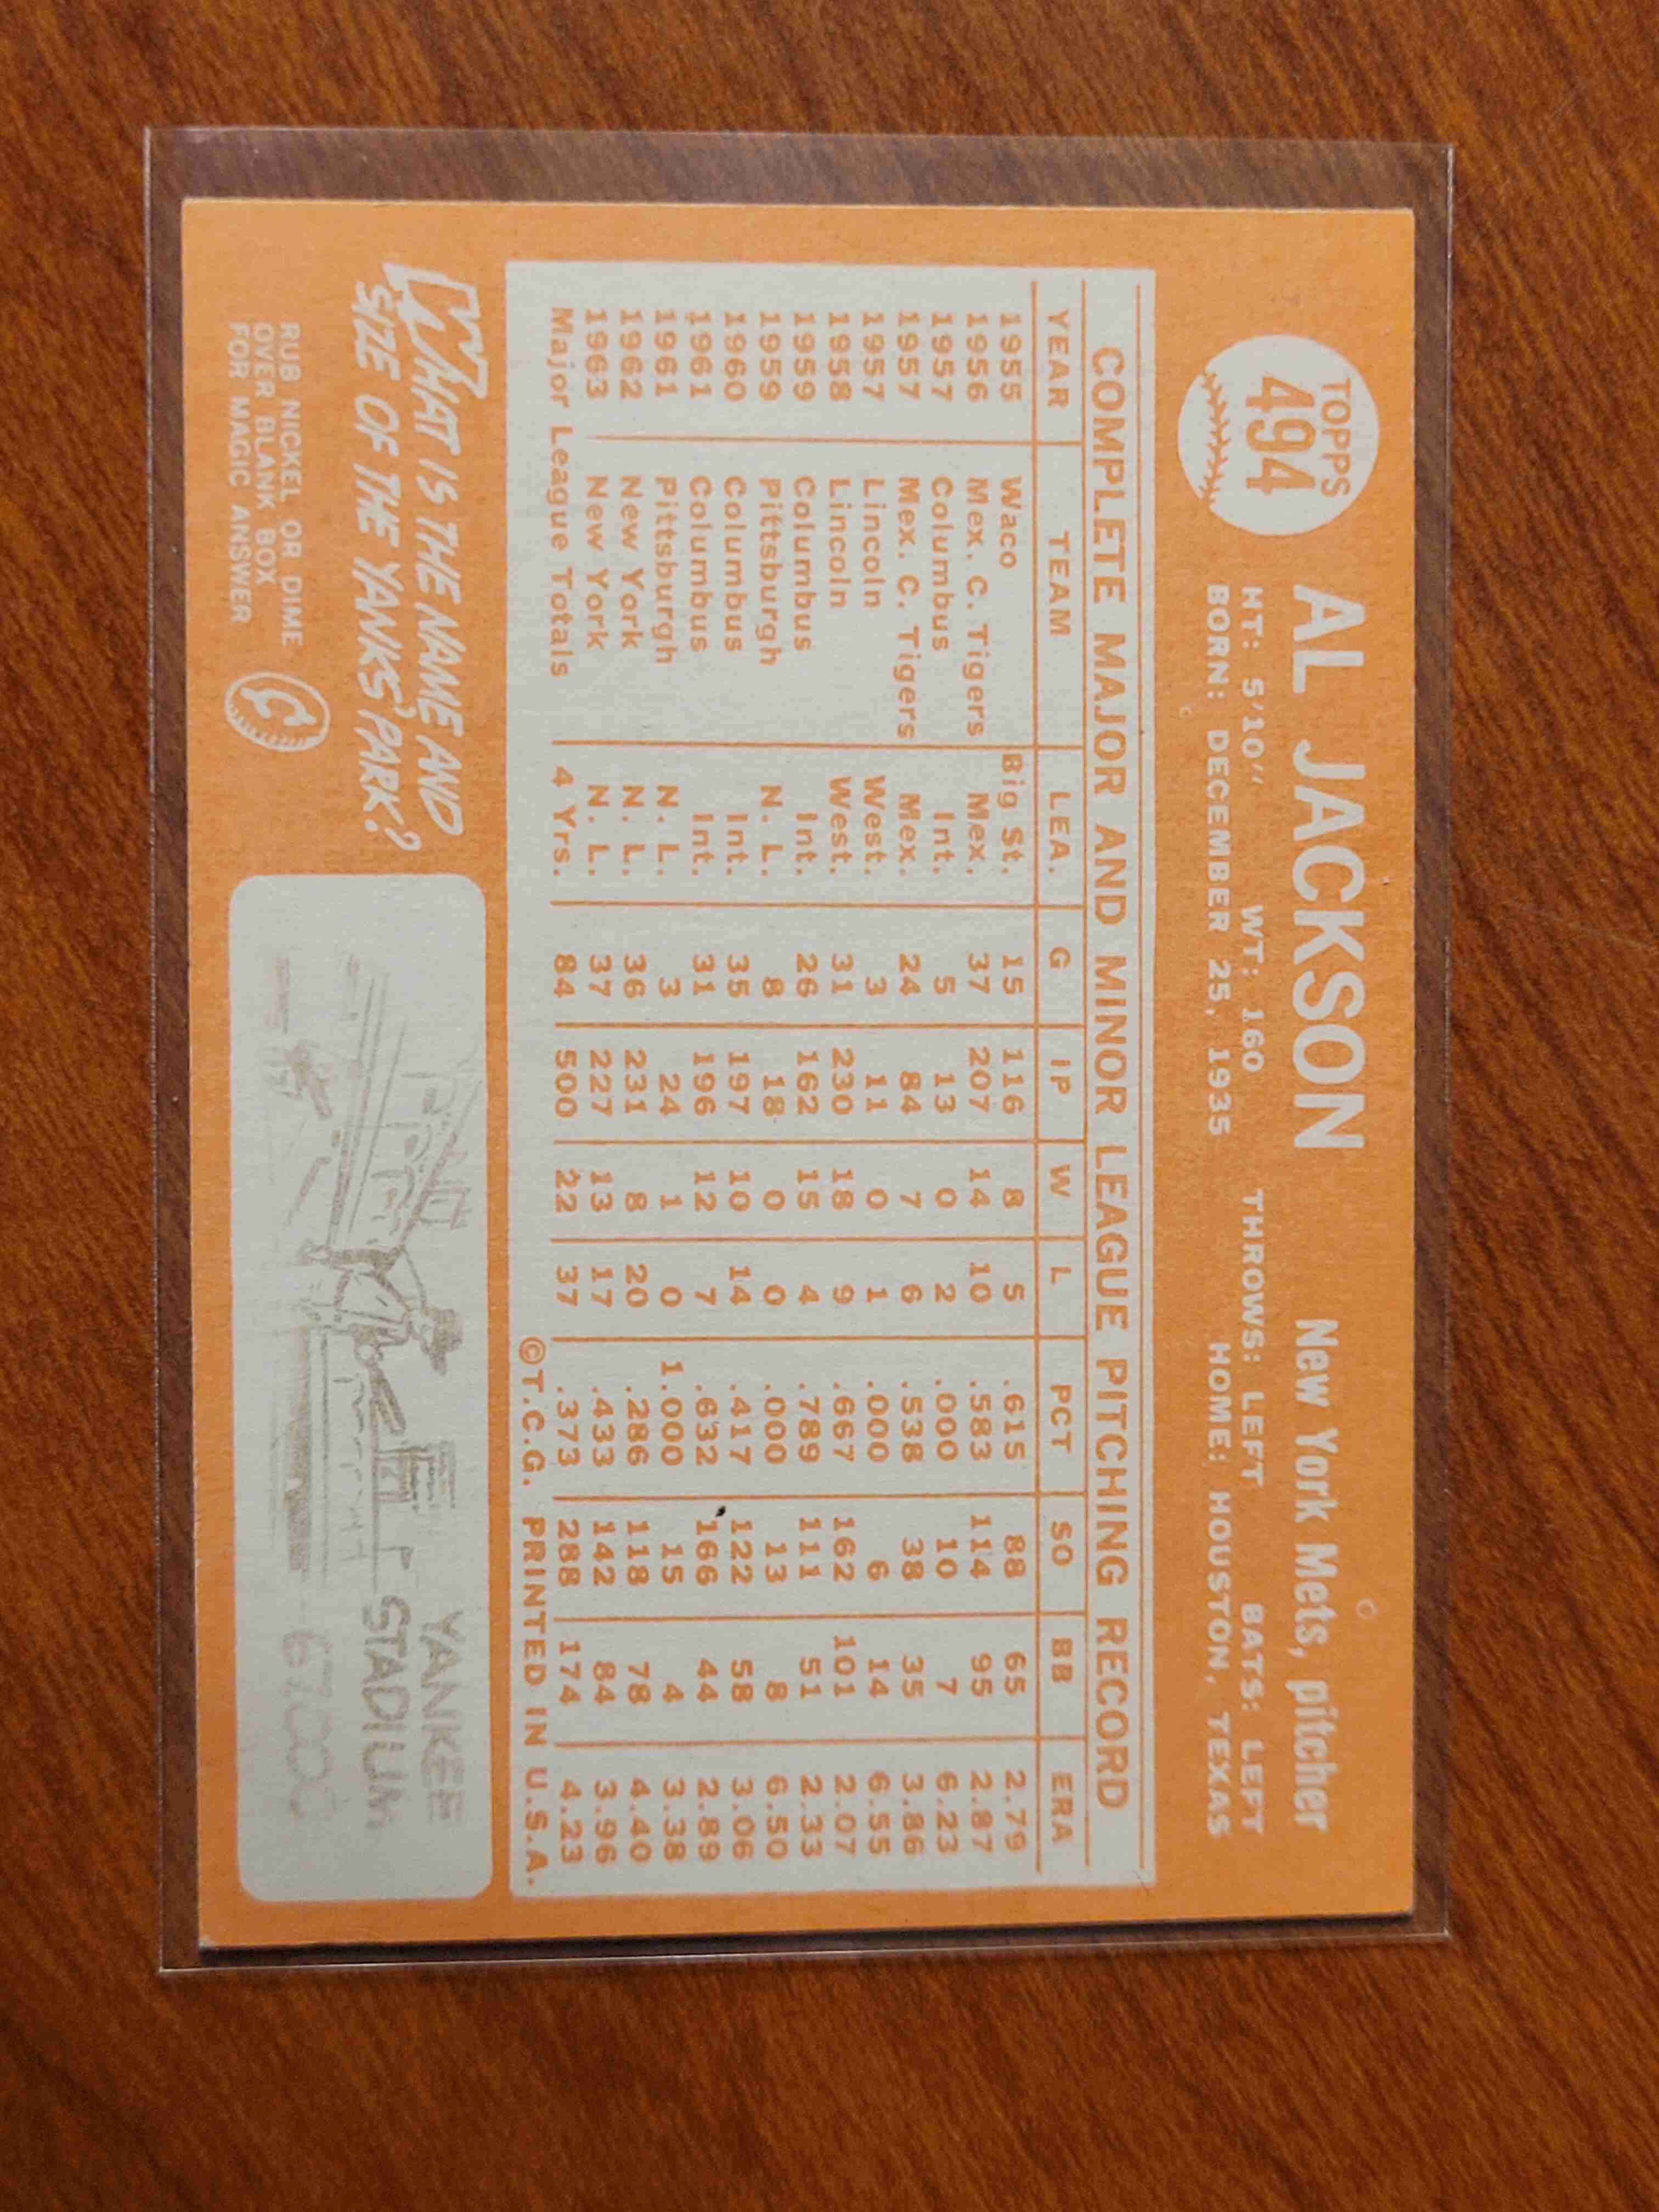 TOPPS
494
AL JACKSON
New York Mets, pitcher
HT: 5'10" WT: 160 THROWS: LEFT BATS: LEFT
BORN: DECEMBER 25, 1935 HOME: HOUSTON, TEXAS
COMPLETE MAJOR AND MINOR LEAGUE PITCHING RECORD
YEAR TEAM LEA. G IP W L PCT SO BB ERA
1955 Waco Big St. 15 116 8 5 .615 88 65 2.79
1956 Mex. C. Tigers Mex. 37 207 14 10 .583 114 95 2.87
1957 Columbus Int. 5 13 0 2 .000 10 7 6.23
1957 Mex. C. Tigers Mex. 24 84 7 6 .538 38 35 3.86
1957 Lincoln West. 3 11 0 1 .000 6 14 6.55
1958 Lincoln West. 31 230 18 9 .667 162 101 2.07
1959 Columbus Int. 26 162 15 4 .789 111 51 2.33
1959 Pittsburgh N. L. 8 18 0 0 .000 13 8 6.50
1960 Columbus Int. 35 197 10 14 .417 122 58 3.06
1961 Columbus Int. 31 196 12 7 .632 166 44 2.89
1961 Pittsburgh N. L. 3 24 1 0 1.000 15 4 3.38
1962 New York N. L. 36 231 8 20 .286 118 78 4.40
1963 New York N. L. 37 227 13 17 .433 142 84 3.96
Major League Totals 4 Yrs. 84 500 22 37 .373 288 174 4.23
©T.C.G. PRINTED IN U.S.A.
WHAT IS THE NAME AND
SIZE OF THE YANKS' PARK?
RUB NICKEL OR DIME
OVER BLANK BOX
FOR MAGIC ANSWER
YANKEE
STADIUM
67,000